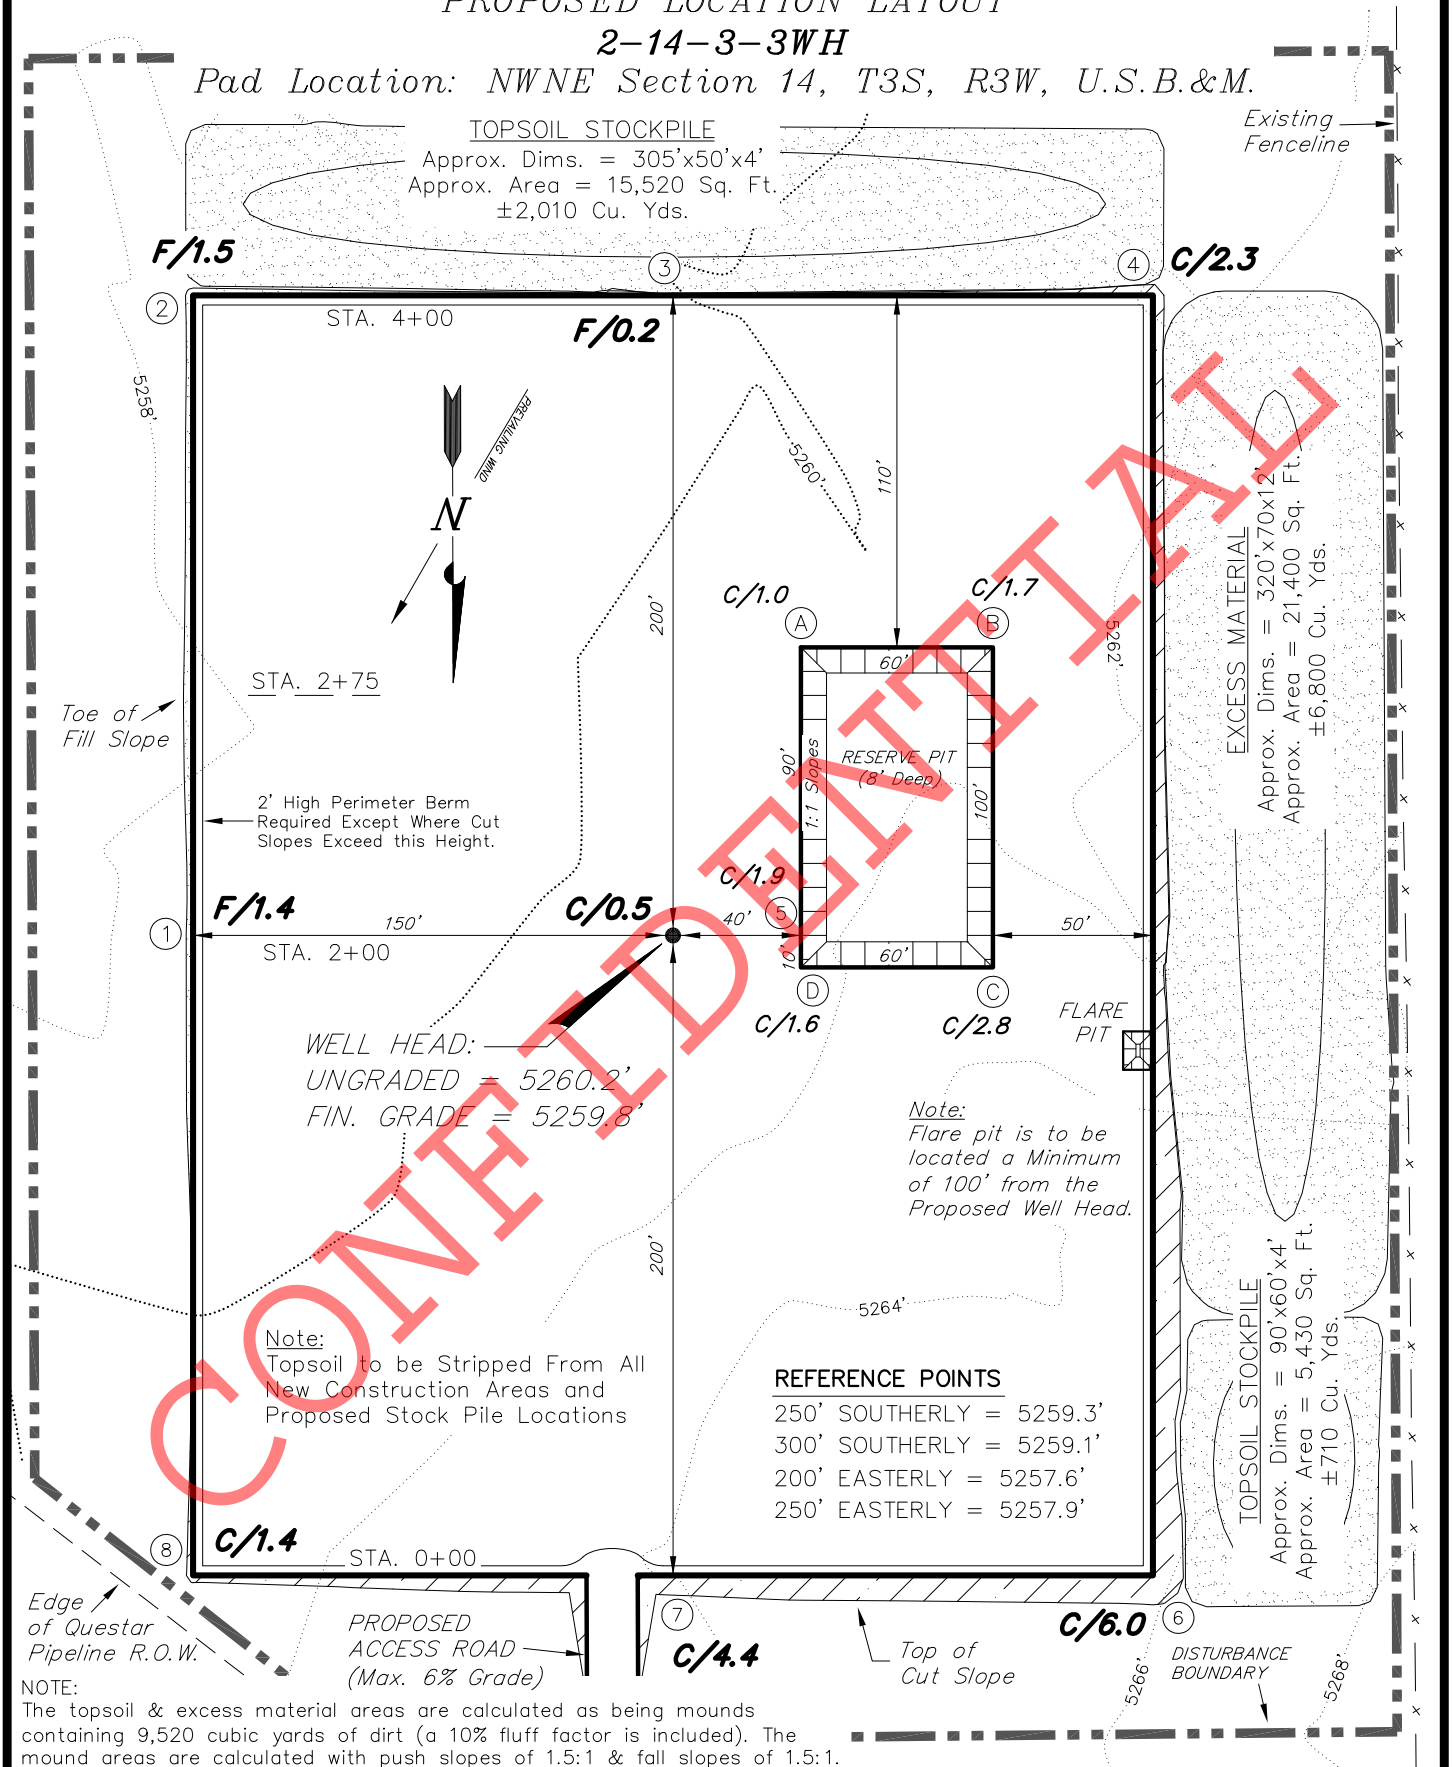 PROPOSED LOCATION LAYOUT
2-14-3-3WH
Pad Location: NWNE Section 14, T3S, R3W, U.S.B.&M.
TOPSOIL STOCKPILE
Approx. Dims. = 305'x50'x4'
Approx. Area = 15,520 Sq. Ft.
±2,010 Cu. Yds.
Existing
Fenceline
F/1.5
3
4
C/2.3
2
STA. 4+00
F/0.2
5258'
PREVAILING WIND
N
5260'
110'
200'
C/1.0
C/1.7
A
B
60'
5262'
STA. 2+75
Toe of
Fill Slope
90'
1:1 Slopes
RESERVE PIT
(8' Deep)
100'
2' High Perimeter Berm
Required Except Where Cut
Slopes Exceed this Height.
EXCESS MATERIAL
Approx. Dims. = 320'x70x12'
Approx. Area = 21,400 Sq. Ft.
±6,800 Cu. Yds.
C/1.9
F/1.4
C/0.5
5
1
150'
40'
50'
STA. 2+00
10'
60'
D
C
C/1.6
C/2.8
FLARE
PIT
WELL HEAD:
UNGRADED = 5260.2'
FIN. GRADE = 5259.8'
Note:
Flare pit is to be
located a Minimum
of 100' from the
Proposed Well Head.
200'
5264'
Note:
Topsoil to be Stripped From All
New Construction Areas and
Proposed Stock Pile Locations
REFERENCE POINTS
250' SOUTHERLY = 5259.3'
300' SOUTHERLY = 5259.1'
200' EASTERLY = 5257.6'
250' EASTERLY = 5257.9'
TOPSOIL STOCKPILE
Approx. Dims. = 90'x60'x4'
Approx. Area = 5,430 Sq. Ft.
±710 Cu. Yds.
CONFIDENTIAL
8
C/1.4
STA. 0+00
Edge
of Questar
Pipeline R.O.W.
PROPOSED
ACCESS ROAD
(Max. 6% Grade)
7
C/4.4
C/6.0
6
Top of
Cut Slope
DISTURBANCE
BOUNDARY
5266'
5268'
NOTE:
The topsoil & excess material areas are calculated as being mounds
containing 9,520 cubic yards of dirt (a 10% fluff factor is included). The
mound areas are calculated with push slopes of 1.5:1 & fall slopes of 1.5:1.